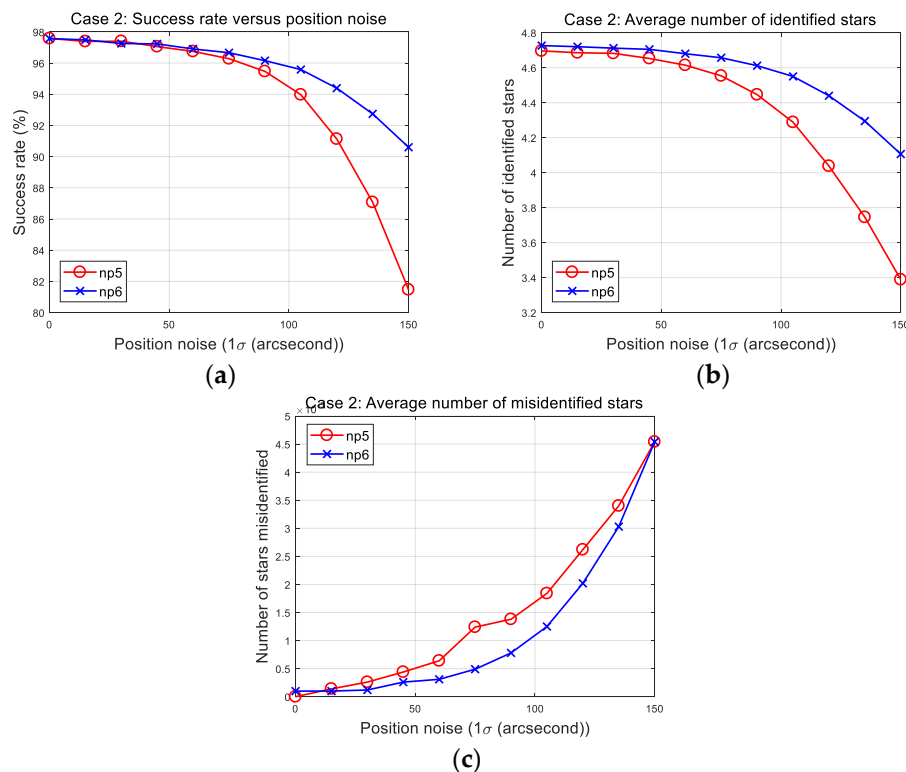 Case 2: Success rate versus position noise
98
96
94
92
90
88
86
84
82
80
Success rate (%)
np5
np6
0
50
100
150
Position noise (1σ (arcsecond))
(a)
Case 2: Average number of identified stars
4.8
4.6
4.4
4.2
4
3.8
3.6
3.4
3.2
Number of identified stars
np5
np6
0
50
100
150
Position noise (1σ (arcsecond))
(b)
Case 2: Average number of misidentified stars
5
4.5
4
3.5
3
2.5
2
1.5
1
0.5
0
Number of stars misidentified
np5
np6
0
50
100
150
Position noise (1σ (arcsecond))
(c)